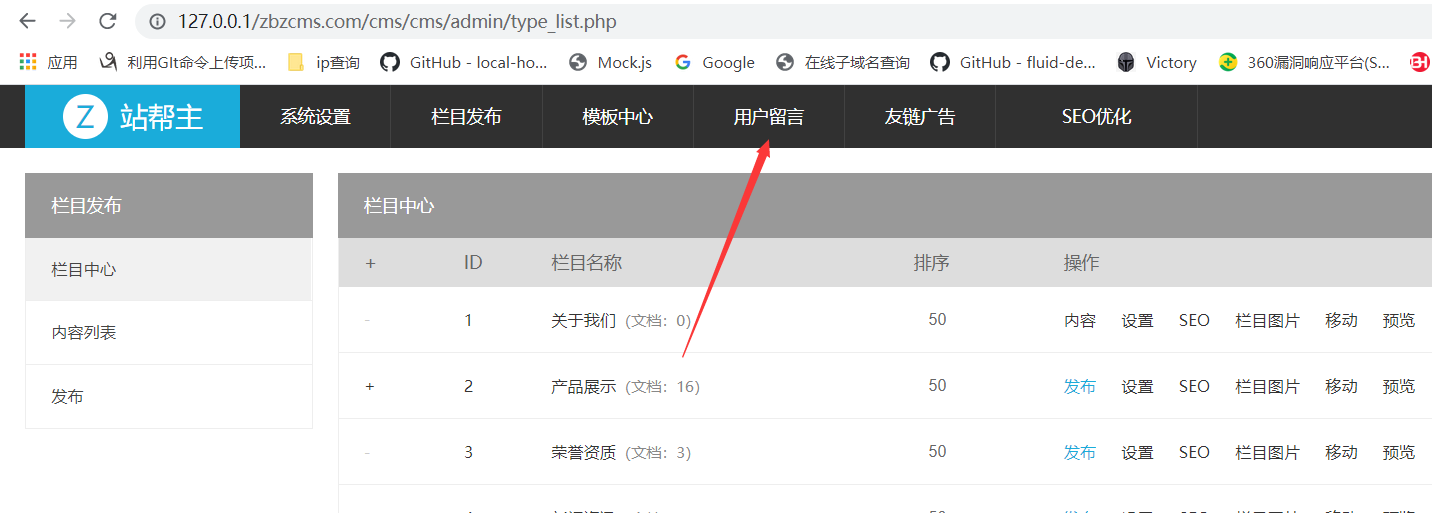 127.0.0.1/zbzcms.com/cms/cms/admin/type_list.php
应用 利用GIt命令上传项... ip查询 GitHub - local-ho... Mock.js Google 在线子域名查询 GitHub - fluid-de... Victory 360漏洞响应平台(S...
Z 站帮主 系统设置 栏目发布 模板中心 用户留言 友链广告 SEO优化
栏目发布
栏目中心
内容列表
发布
栏目中心
+ ID 栏目名称 排序 操作
- 1 关于我们 (文档：0) 50 内容 设置 SEO 栏目图片 移动 预览
+ 2 产品展示 (文档：16) 50 发布 设置 SEO 栏目图片 移动 预览
- 3 荣誉资质 (文档：3) 50 发布 设置 SEO 栏目图片 移动 预览